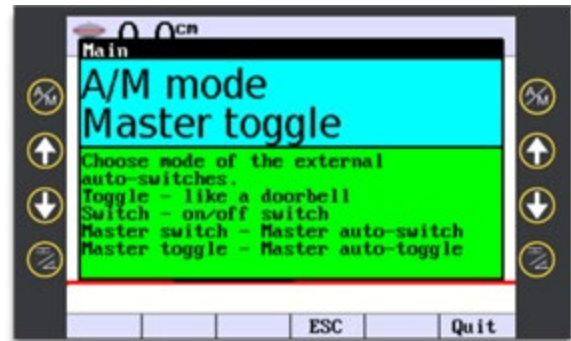 0.0cm
Main
A/M mode
Master toggle
Choose mode of the external
auto-switches.
Toggle - like a doorbell
Switch - on/off switch
Master switch - Master auto-switch
Master toggle - Master auto-toggle
A/M
A/M
ESC
Quit